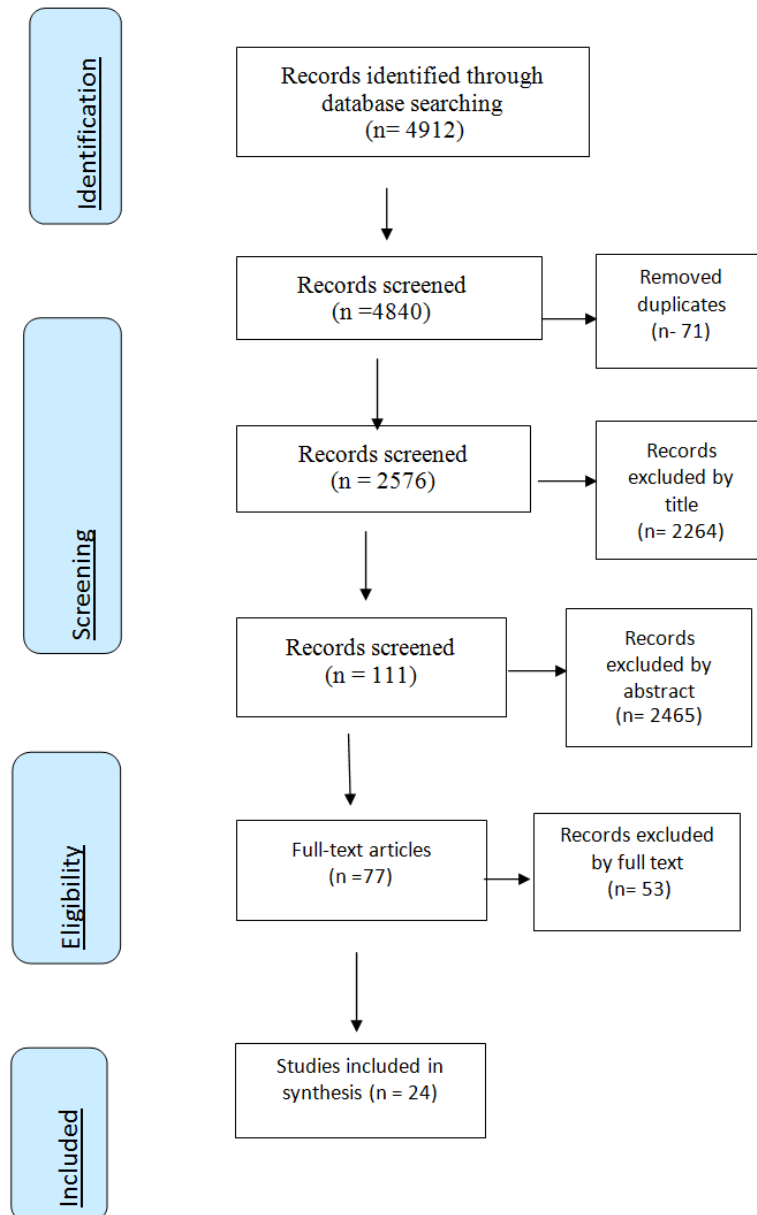 Identification
Records identified through
database searching
(n= 4912)
Records screened
(n =4840)
Removed
duplicates
(n- 71)
Screening
Records screened
(n = 2576)
Records
excluded by
title
(n= 2264)
Records screened
(n = 111)
Records
excluded by
abstract
(n= 2465)
Eligibility
Full-text articles
(n =77)
Records excluded
by full text
(n= 53)
Included
Studies included in
synthesis (n = 24)